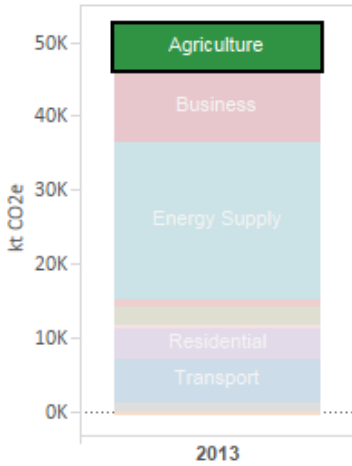 50K
Agriculture
40K
Business
30K
kt CO2e
Energy Supply
20K
10K
Residential
Transport
0K
2013